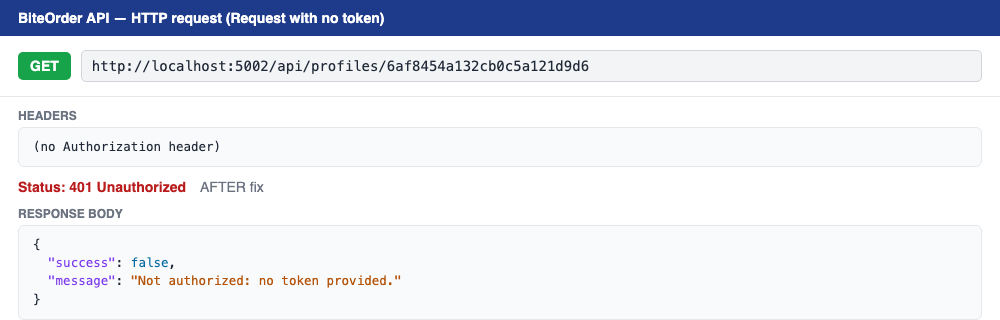 BiteOrder API — HTTP request (Request with no token)
GET http://localhost:5002/api/profiles/6af8454a132cb0c5a121d9d6
HEADERS
(no Authorization header)
Status: 401 Unauthorized AFTER fix
RESPONSE BODY
{
  "success": false,
  "message": "Not authorized: no token provided."
}